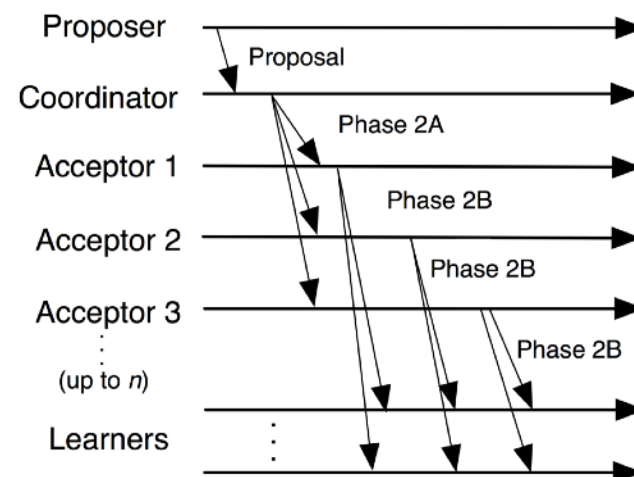 Proposer
Proposal
Coordinator
Phase 2A
Acceptor 1
Phase 2B
Acceptor 2
Phase 2B
Acceptor 3
Phase 2B
(up to n)
Learners